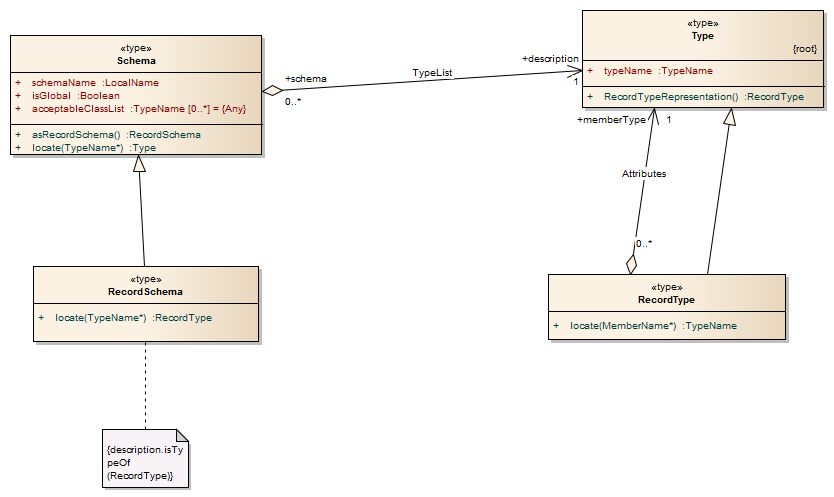 «type»
Schema
+ schemaName :LocalName
+ isGlobal :Boolean
+ acceptableClassList :TypeName [0..*] = {Any}
+ asRecordSchema() :RecordSchema
+ locate(TypeName*) :Type
+schema
0..*
TypeList
+description
1
«type»
Type
{root}
+ typeName :TypeName
+ RecordTypeRepresentation() :RecordType
+memberType
1
Attributes
0..*
«type»
RecordSchema
+ locate(TypeName*) :RecordType
«type»
RecordType
+ locate(MemberName*) :TypeName
{description.isTy
peOf
(RecordType)}